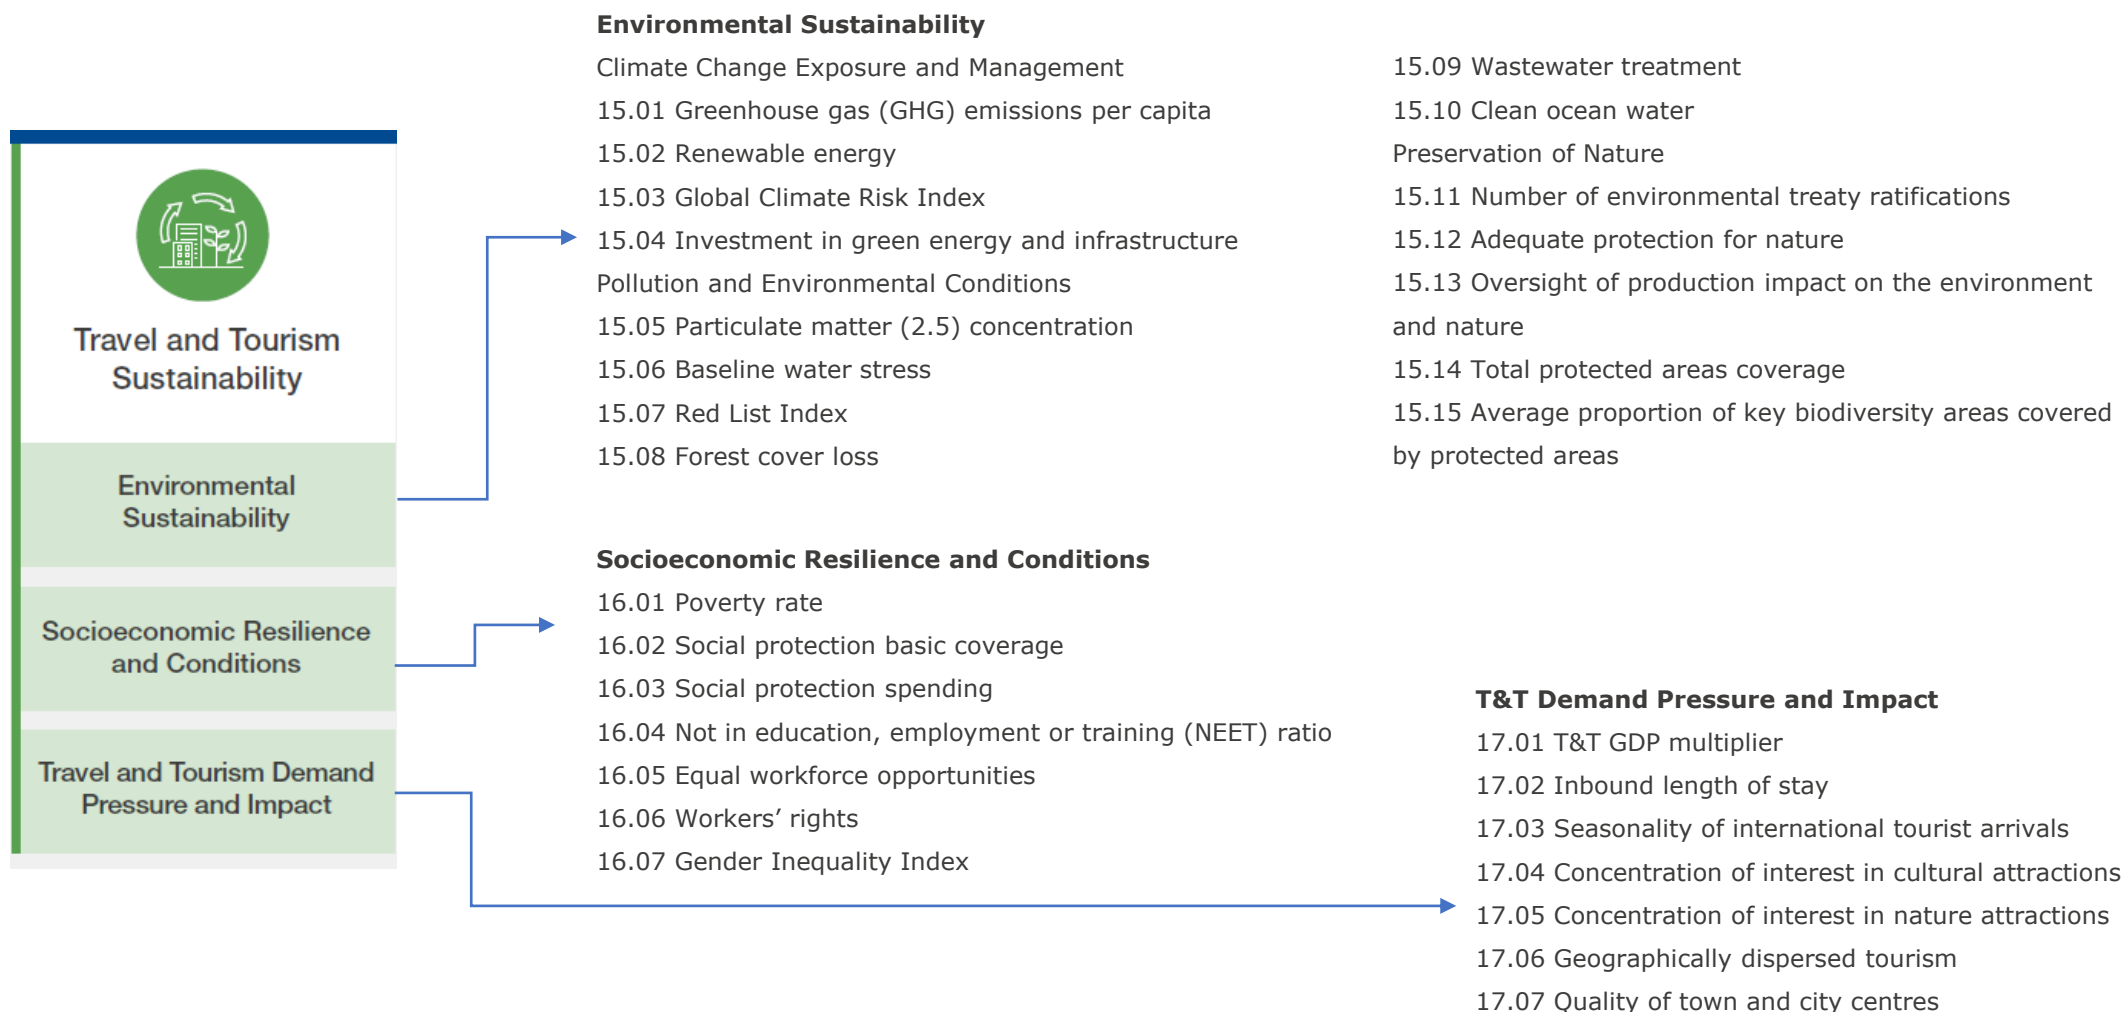 Travel and Tourism
Sustainability
Environmental
Sustainability
Socioeconomic Resilience
and Conditions
Travel and Tourism Demand
Pressure and Impact
Environmental Sustainability
Climate Change Exposure and Management
15.01 Greenhouse gas (GHG) emissions per capita
15.02 Renewable energy
15.03 Global Climate Risk Index
15.04 Investment in green energy and infrastructure
Pollution and Environmental Conditions
15.05 Particulate matter (2.5) concentration
15.06 Baseline water stress
15.07 Red List Index
15.08 Forest cover loss
15.09 Wastewater treatment
15.10 Clean ocean water
Preservation of Nature
15.11 Number of environmental treaty ratifications
15.12 Adequate protection for nature
15.13 Oversight of production impact on the environment
and nature
15.14 Total protected areas coverage
15.15 Average proportion of key biodiversity areas covered
by protected areas
Socioeconomic Resilience and Conditions
16.01 Poverty rate
16.02 Social protection basic coverage
16.03 Social protection spending
16.04 Not in education, employment or training (NEET) ratio
16.05 Equal workforce opportunities
16.06 Workers’ rights
16.07 Gender Inequality Index
T&T Demand Pressure and Impact
17.01 T&T GDP multiplier
17.02 Inbound length of stay
17.03 Seasonality of international tourist arrivals
17.04 Concentration of interest in cultural attractions
17.05 Concentration of interest in nature attractions
17.06 Geographically dispersed tourism
17.07 Quality of town and city centres